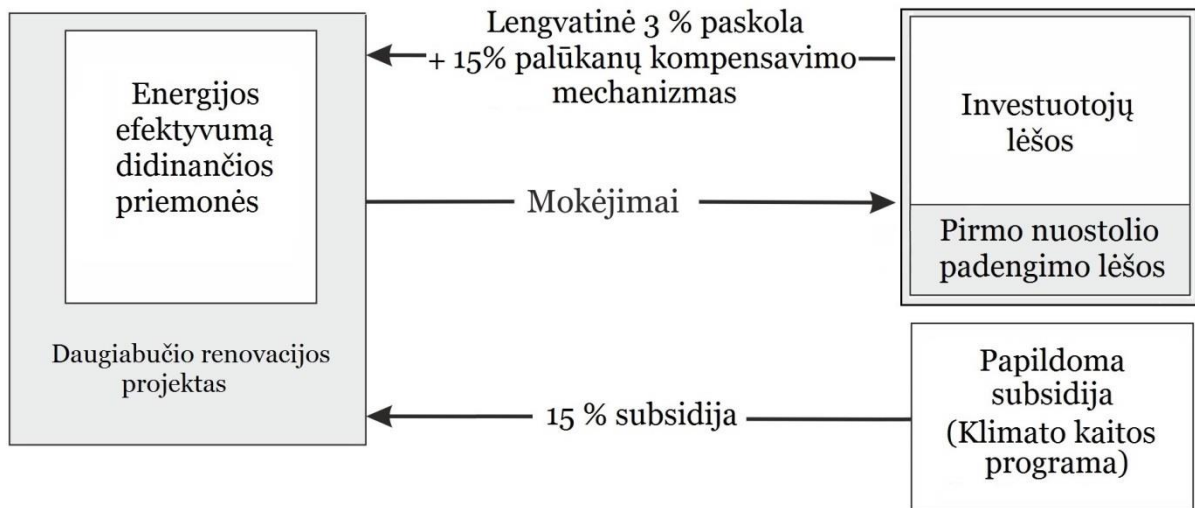 Energijos
efektyvumą
didinančios
priemonės
Daugiabučio renovacijos
projektas
Lengvatinė 3 % paskola
+ 15% palūkanų kompensavimo
mechanizmas
Mokėjimai
15 % subsidija
Investuotojų
lėšos
Pirmo nuostolio
padengimo lėšos
Papildoma
subsidija
(Klimato kaitos
programa)